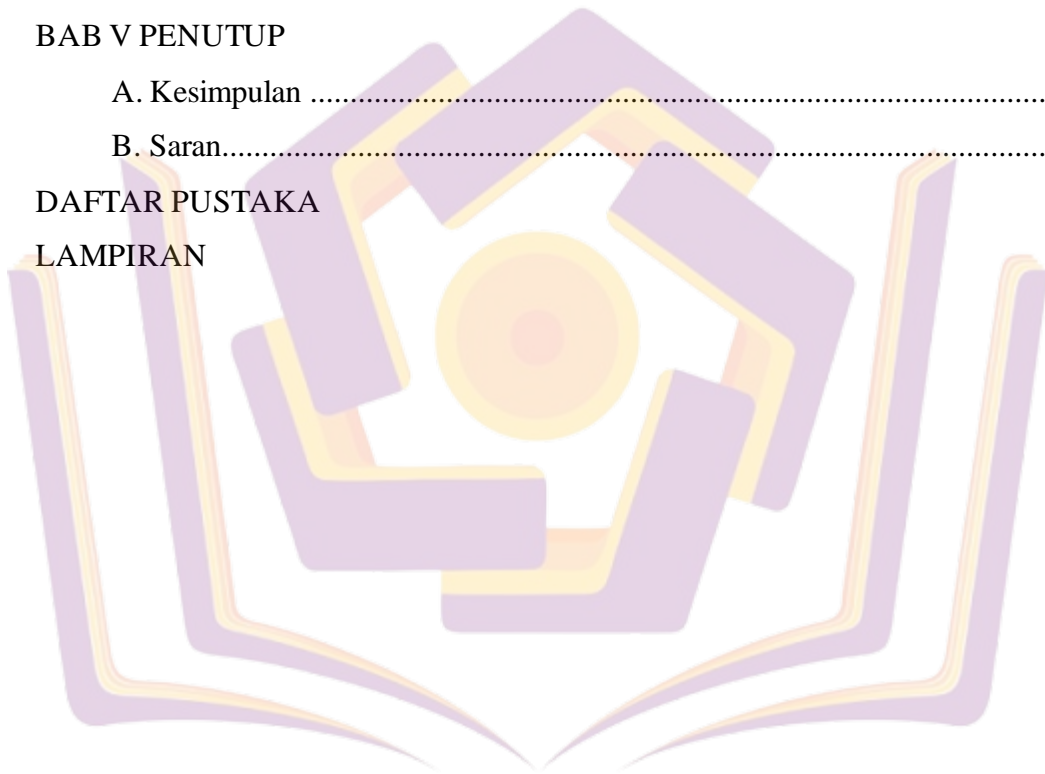 BAB V PENUTUP
A. Kesimpulan ..............................................................................................
B. Saran.........................................................................................................
DAFTAR PUSTAKA
LAMPIRAN